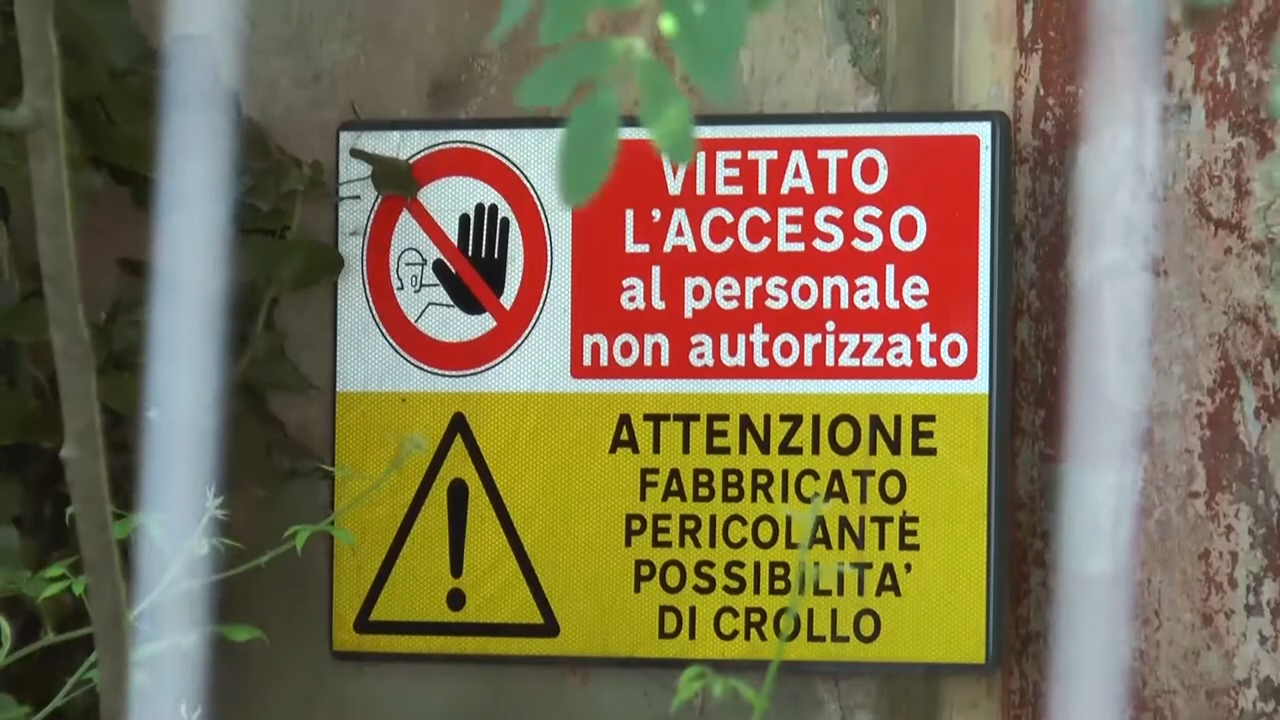 VIETATO
L'ACCESSO
al personale
non autorizzato
ATTENZIONE
FABBRICATO
PERICOLANTE
POSSIBILITA'
DI CROLLO